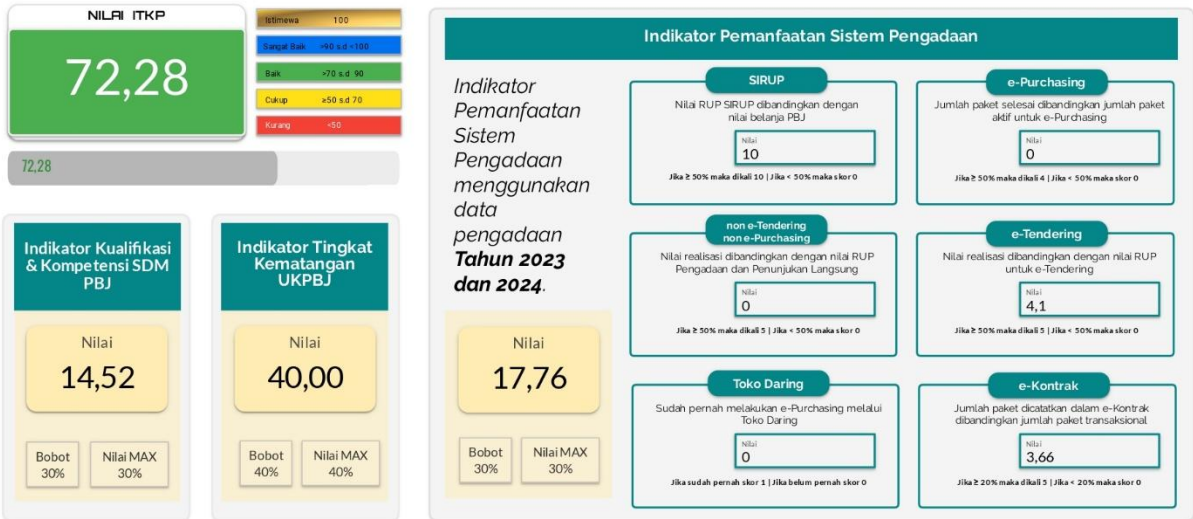 NILAI ITKP
72,28
Istimewa 100
Sangat Baik >90 s.d <100
Baik >70 s.d 90
Cukup ≥50 s.d 70
Kurang <50
72,28
Indikator Kualifikasi
& Kompetensi SDM
PBJ
Nilai
14,52
Bobot
30%
Nilai MAX
30%
Indikator Tingkat
Kematangan
UKPBJ
Nilai
40,00
Bobot
40%
Nilai MAX
40%
Indikator Pemanfaatan Sistem Pengadaan
Indikator
Pemanfaatan
Sistem
Pengadaan
menggunakan
data
pengadaan
Tahun 2023
dan 2024.
Nilai
17,76
Bobot
30%
Nilai MAX
30%
SIRUP
Nilai RUP SIRUP dibandingkan dengan
nilai belanja PBJ
Nilai
10
Jika ≥ 50% maka dikali 10 | Jika < 50% maka skor 0
e-Purchasing
Jumlah paket selesai dibandingkan jumlah paket
aktif untuk e-Purchasing
Nilai
0
Jika ≥ 50% maka dikali 4 | Jika < 50% maka skor 0
non e-Tendering
non e-Purchasing
Nilai realisasi dibandingkan dengan nilai RUP
Pengadaan dan Penunjukan Langsung
Nilai
0
Jika ≥ 50% maka dikali 5 | Jika < 50% maka skor 0
e-Tendering
Nilai realisasi dibandingkan dengan nilai RUP
untuk e-Tendering
Nilai
4,1
Jika ≥ 50% maka dikali 5 | Jika < 50% maka skor 0
Toko Daring
Sudah pernah melakukan e-Purchasing melalui
Toko Daring
Nilai
0
Jika sudah pernah skor 1 | Jika belum pernah skor 0
e-Kontrak
Jumlah paket dicatatkan dalam e-Kontrak
dibandingkan jumlah paket transaksional
Nilai
3,66
Jika ≥ 20% maka dikali 5 | Jika < 20% maka skor 0